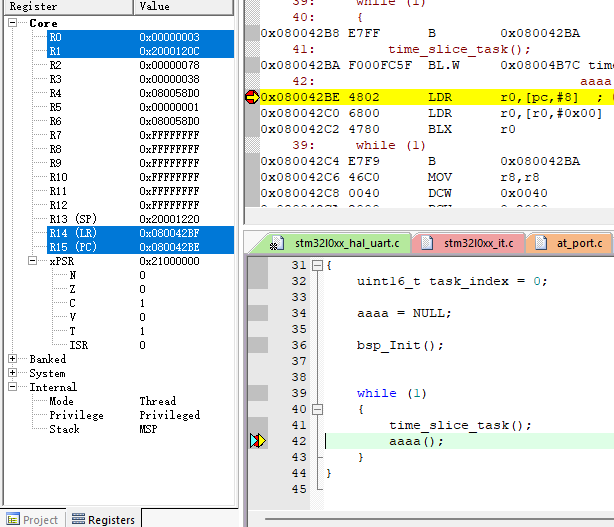 Register Value
Core
R0 0x00000003
R1 0x2000120C
R2 0x00000078
R3 0x00000038
R4 0x080058D0
R5 0x00000001
R6 0x080058D0
R7 0xFFFFFFFF
R8 0xFFFFFFFF
R9 0xFFFFFFFF
R10 0xFFFFFFFF
R11 0xFFFFFFFF
R12 0xFFFFFFFF
R13 (SP) 0x20001220
R14 (LR) 0x080042BF
R15 (PC) 0x080042BE
xPSR 0x21000000
N 0
Z 0
C 1
V 0
T 1
ISR 0
Banked
System
Internal
Mode Thread
Privilege Privileged
Stack MSP
Project Registers
39: while (1)
40: {
0x080042B8 E7FF B 0x080042BA
41: time_slice_task();
0x080042BA F000FC5F BL.W 0x08004B7C time
42: aaaa
0x080042BE 4802 LDR r0,[pc,#8] ;
0x080042C0 6800 LDR r0,[r0,#0x00]
0x080042C2 4780 BLX r0
39: while (1)
0x080042C4 E7F9 B 0x080042BA
0x080042C6 46C0 MOV r8,r8
0x080042C8 0040 DCW 0x0040
stm32l0xx_hal_uart.c stm32l0xx_it.c at_port.c
31 {
32 uint16_t task_index = 0;
33
34 aaaa = NULL;
35
36 bsp_Init();
37
38
39 while (1)
40 {
41 time_slice_task();
42 aaaa();
43 }
44 }
45